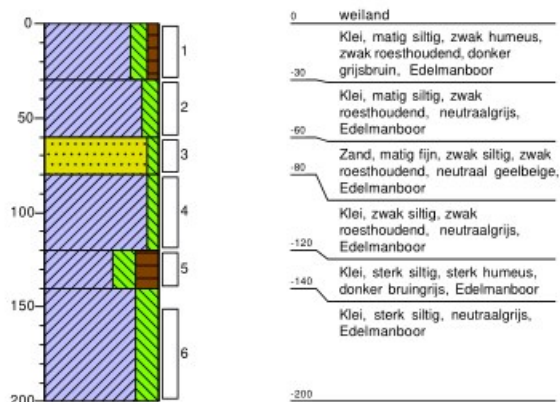 0
50
100
150
200
1
2
3
4
5
6
0 weiland
Klei, matig siltig, zwak humeus,
zwak roesthoudend, donker
grijsbruin, Edelmanboor
-30
Klei, matig siltig, zwak
roesthoudend, neutraalgrijs,
Edelmanboor
-60
Zand, matig fijn, zwak siltig, zwak
roesthoudend, neutraal geelbeige,
Edelmanboor
-80
Klei, zwak siltig, zwak
roesthoudend, neutraalgrijs,
Edelmanboor
-120
Klei, sterk siltig, sterk humeus,
donker bruingrijs, Edelmanboor
-140
Klei, sterk siltig, neutraalgrijs,
Edelmanboor
-200